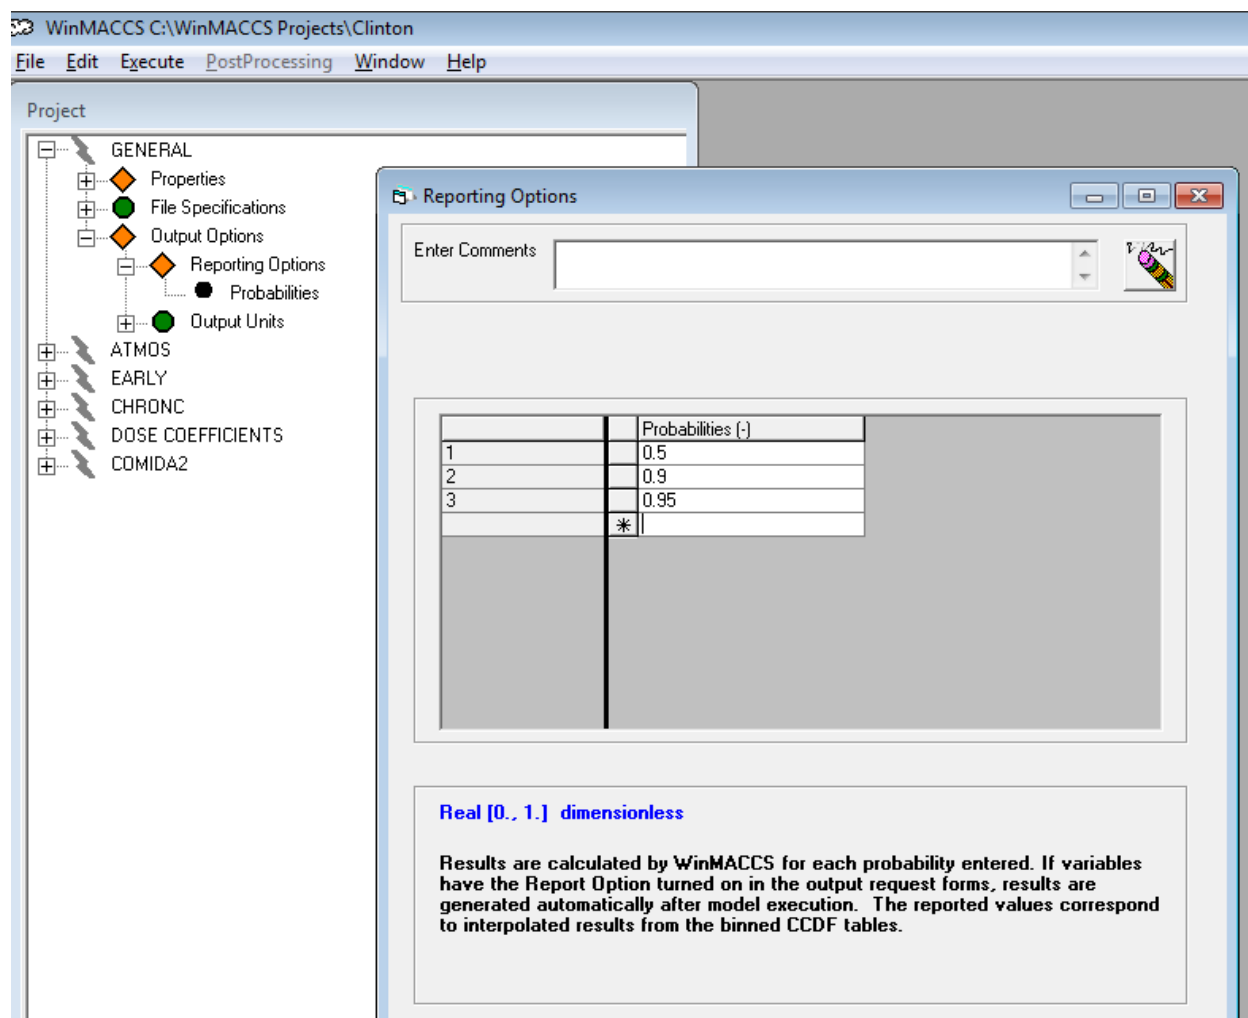 WinMACCS C:\WinMACCS Projects\Clinton
File Edit Execute PostProcessing Window Help
Project
GENERAL
Properties
File Specifications
Output Options
Reporting Options
Probabilities
Output Units
ATMOS
EARLY
CHRONC
DOSE COEFFICIENTS
COMIDA2
Reporting Options
Enter Comments
Probabilities (-)
1 0.5
2 0.9
3 0.95
Real [0., 1.] dimensionless
Results are calculated by WinMACCS for each probability entered. If variables
have the Report Option turned on in the output request forms, results are
generated automatically after model execution. The reported values correspond
to interpolated results from the binned CCDF tables.